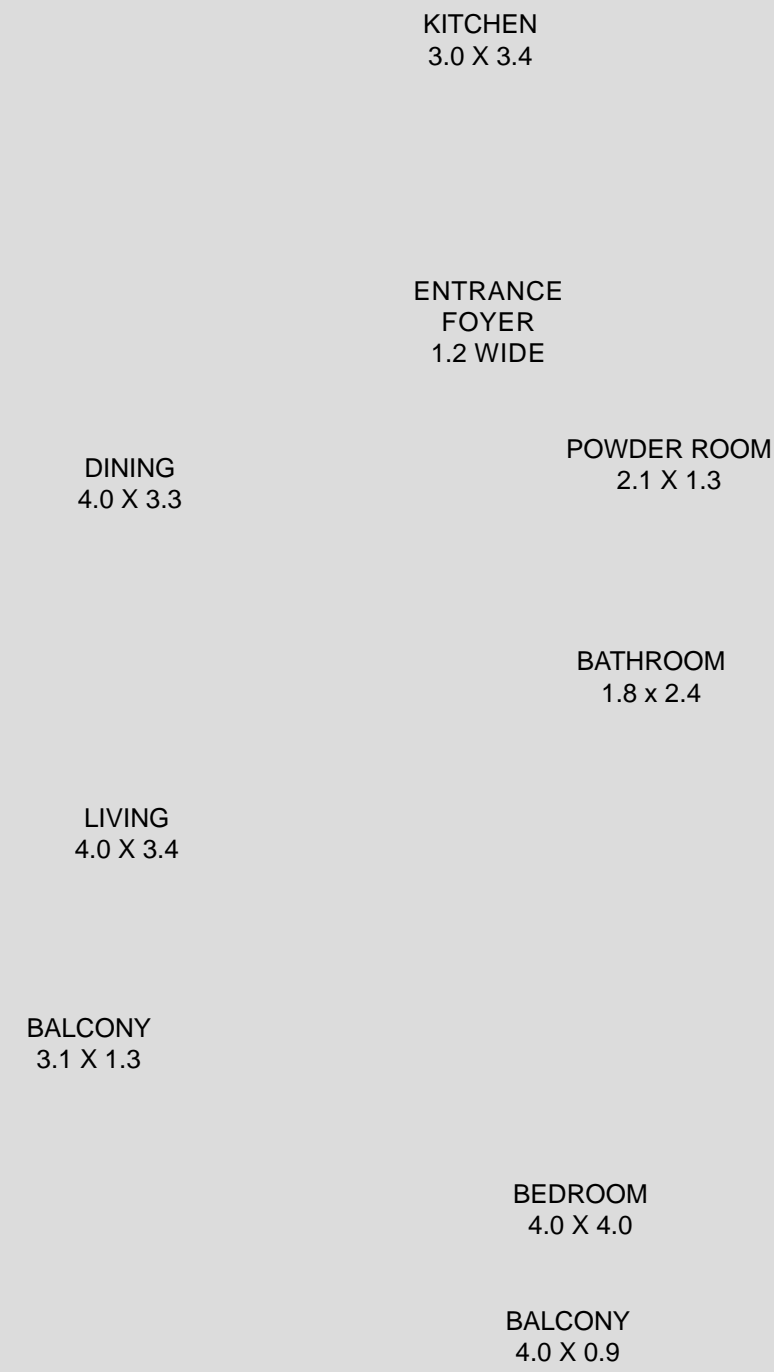 KITCHEN
3.0 X 3.4
ENTRANCE
FOYER
1.2 WIDE
POWDER ROOM
2.1 X 1.3
DINING
4.0 X 3.3
BATHROOM
1.8 x 2.4
LIVING
4.0 X 3.4
BALCONY
3.1 X 1.3
BEDROOM
4.0 X 4.0
BALCONY
4.0 X 0.9